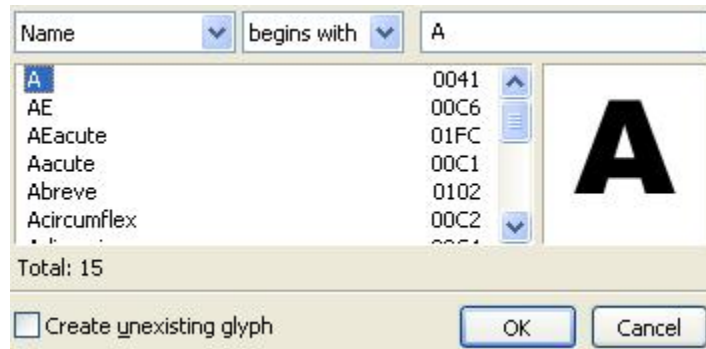 Name begins with A
A 0041
AE 00C6
AEacute 01FC
Aacute 00C1
Abreve 0102
Acircumflex 00C2
A
Total: 15
Create unexisting glyph OK Cancel